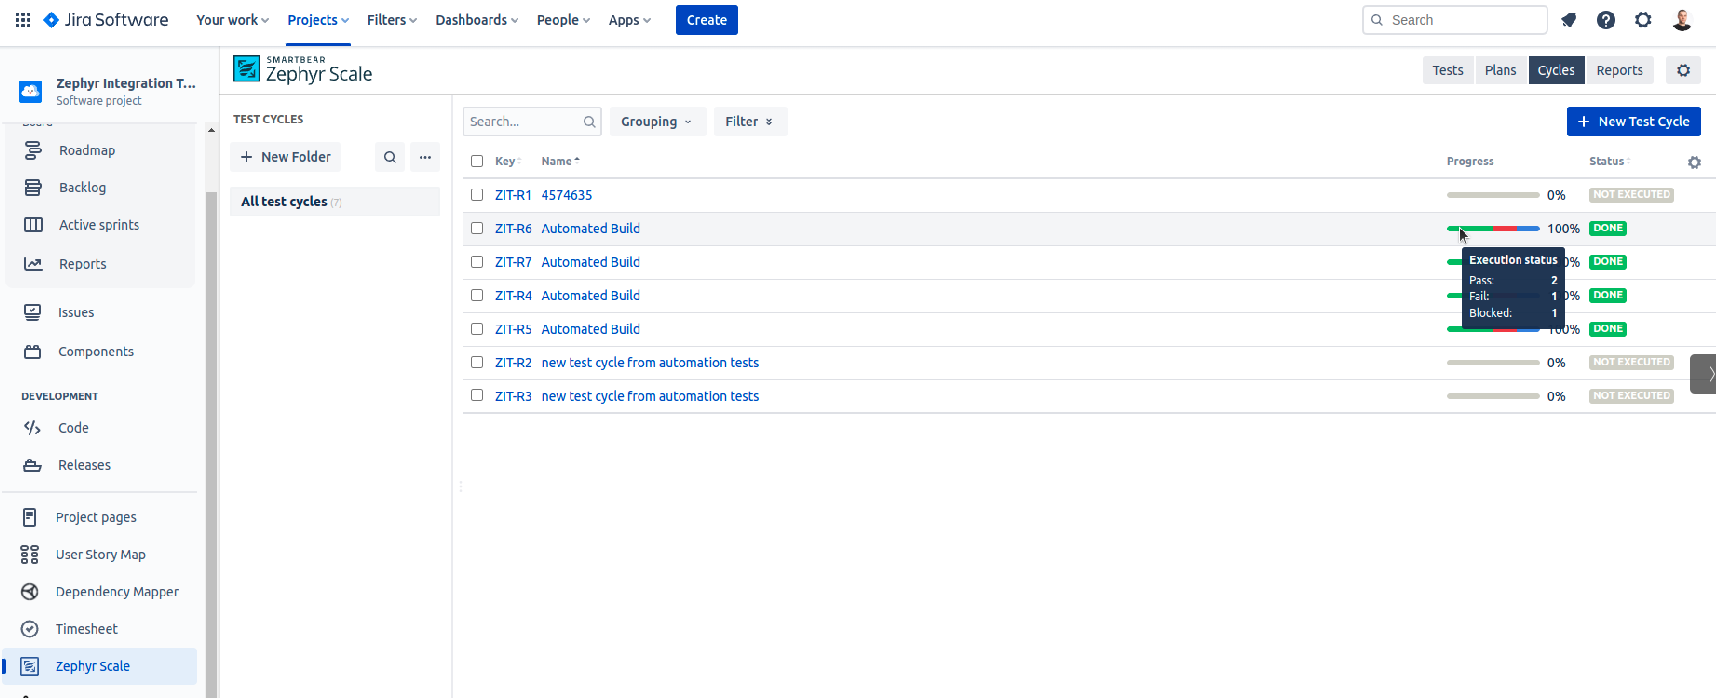 Jira Software
Your work
Projects
Filters
Dashboards
People
Apps
Create
Search
Zephyr Integration T...
Software project
Roadmap
Backlog
Active sprints
Reports
Issues
Components
DEVELOPMENT
Code
Releases
Project pages
User Story Map
Dependency Mapper
Timesheet
Zephyr Scale
SMARTBEAR
Zephyr Scale
Tests
Plans
Cycles
Reports
TEST CYCLES
+ New Folder
...
All test cycles (7)
Search...
Grouping
Filter
+ New Test Cycle
Key Name Progress Status
ZIT-R1 4574635 0% NOT EXECUTED
ZIT-R6 Automated Build 100% DONE
ZIT-R7 Automated Build 0% DONE
ZIT-R4 Automated Build 0% DONE
ZIT-R5 Automated Build 100% DONE
ZIT-R2 new test cycle from automation tests 0% NOT EXECUTED
ZIT-R3 new test cycle from automation tests 0% NOT EXECUTED
Execution status
Pass: 2
Fail: 1
Blocked: 1